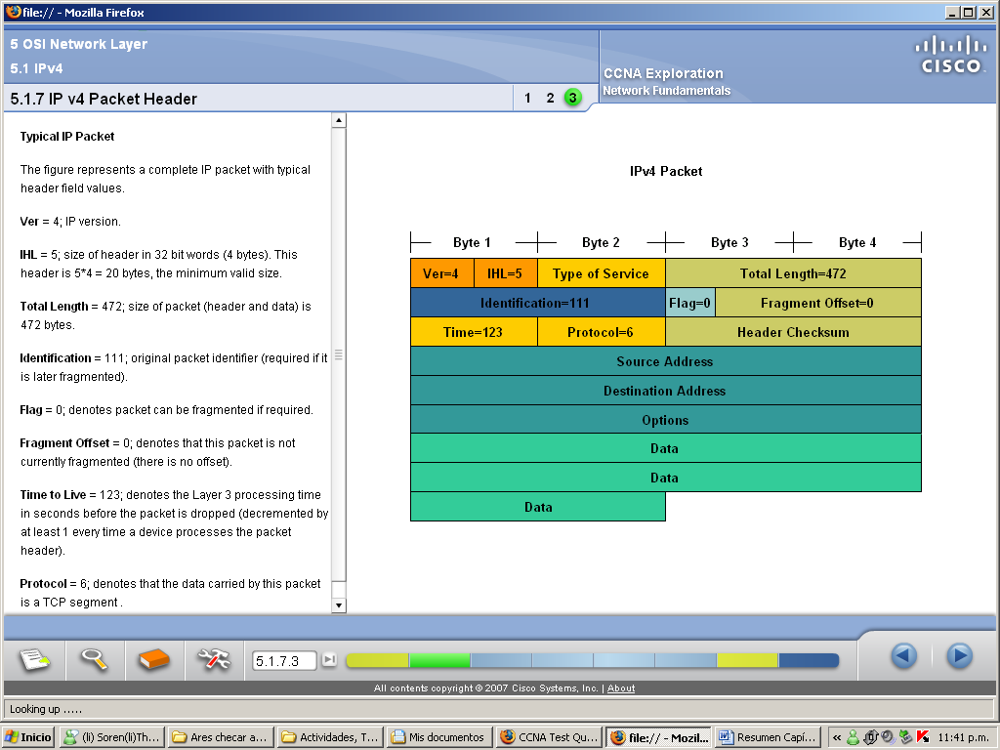 file:// - Mozilla Firefox
5 OSI Network Layer
5.1 IPv4
CISCO
CCNA Exploration
Network Fundamentals
5.1.7 IP v4 Packet Header
1 2 3
Typical IP Packet
The figure represents a complete IP packet with typical
header field values.
Ver = 4; IP version.
IHL = 5; size of header in 32 bit words (4 bytes). This
header is 5*4 = 20 bytes, the minimum valid size.
Total Length = 472; size of packet (header and data) is
472 bytes.
Identification = 111; original packet identifier (required if it
is later fragmented).
Flag = 0; denotes packet can be fragmented if required.
Fragment Offset = 0; denotes that this packet is not
currently fragmented (there is no offset).
Time to Live = 123; denotes the Layer 3 processing time
in seconds before the packet is dropped (decremented by
at least 1 every time a device processes the packet
header).
Protocol = 6; denotes that the data carried by this packet
is a TCP segment .
IPv4 Packet
Byte 1 Byte 2 Byte 3 Byte 4
Ver=4 IHL=5 Type of Service Total Length=472
Identification=111 Flag=0 Fragment Offset=0
Time=123 Protocol=6 Header Checksum
Source Address
Destination Address
Options
Data
Data
Data
5.1.7.3
All contents copyright © 2007 Cisco Systems, Inc. | About
Looking up .....
Inicio (li) Soren(li)Th... Ares checar a... Actividades, T... Mis documentos CCNA Test Qu... file:// - Mozil... Resumen Capí... « 11:41 p.m.